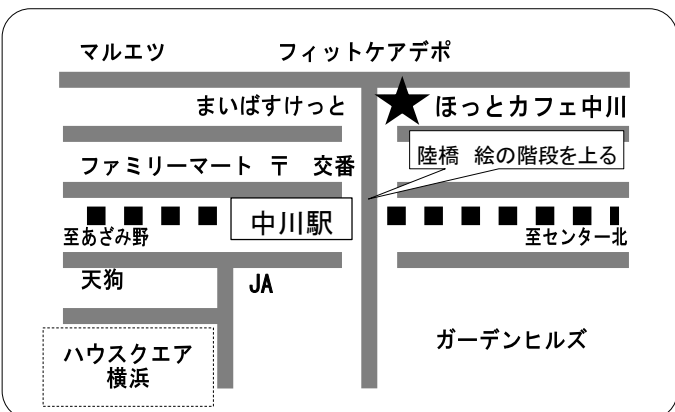 マルエツ
フィットケアデポ
まいばすけっと
★ほっとカフェ中川
ファミリーマート 〒 交番
陸橋 絵の階段を上る
中川駅
至あざみ野
至センター北
天狗
JA
ガーデンヒルズ
ハウスクエア
横浜